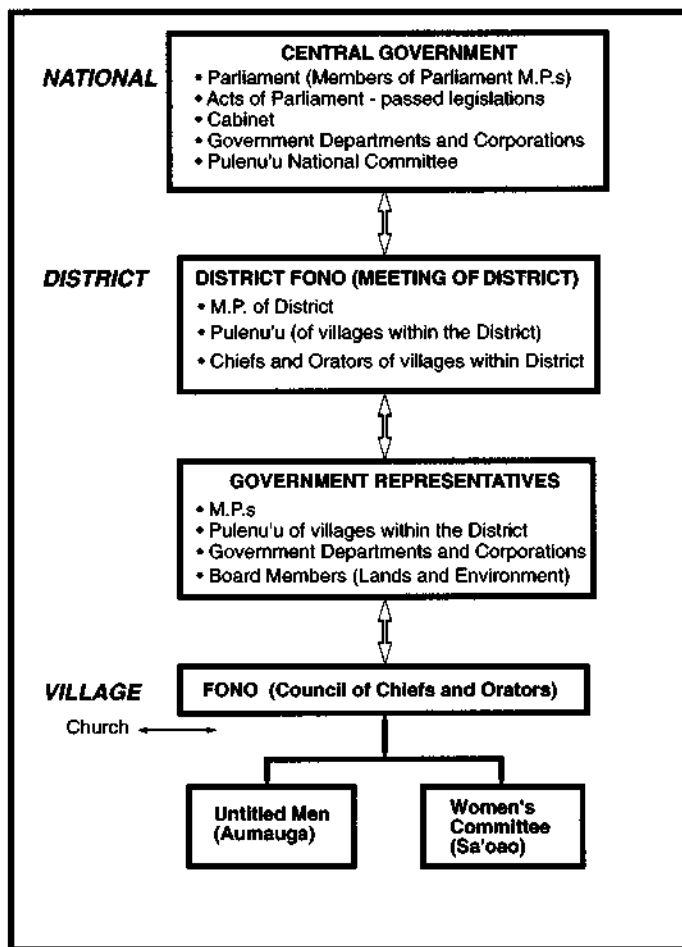 NATIONAL
CENTRAL GOVERNMENT
• Parliament (Members of Parliament M.P.s)
• Acts of Parliament - passed legislations
• Cabinet
• Government Departments and Corporations
• Pulenu'u National Committee
DISTRICT
DISTRICT FONO (MEETING OF DISTRICT)
• M.P. of District
• Pulenu'u (of villages within the District)
• Chiefs and Orators of villages within District
GOVERNMENT REPRESENTATIVES
• M.P.s
• Pulenu'u of villages within the District
• Government Departments and Corporations
• Board Members (Lands and Environment)
VILLAGE
FONO (Council of Chiefs and Orators)
Church
Untitled Men
(Aumauga)
Women's
Committee
(Sa'oao)